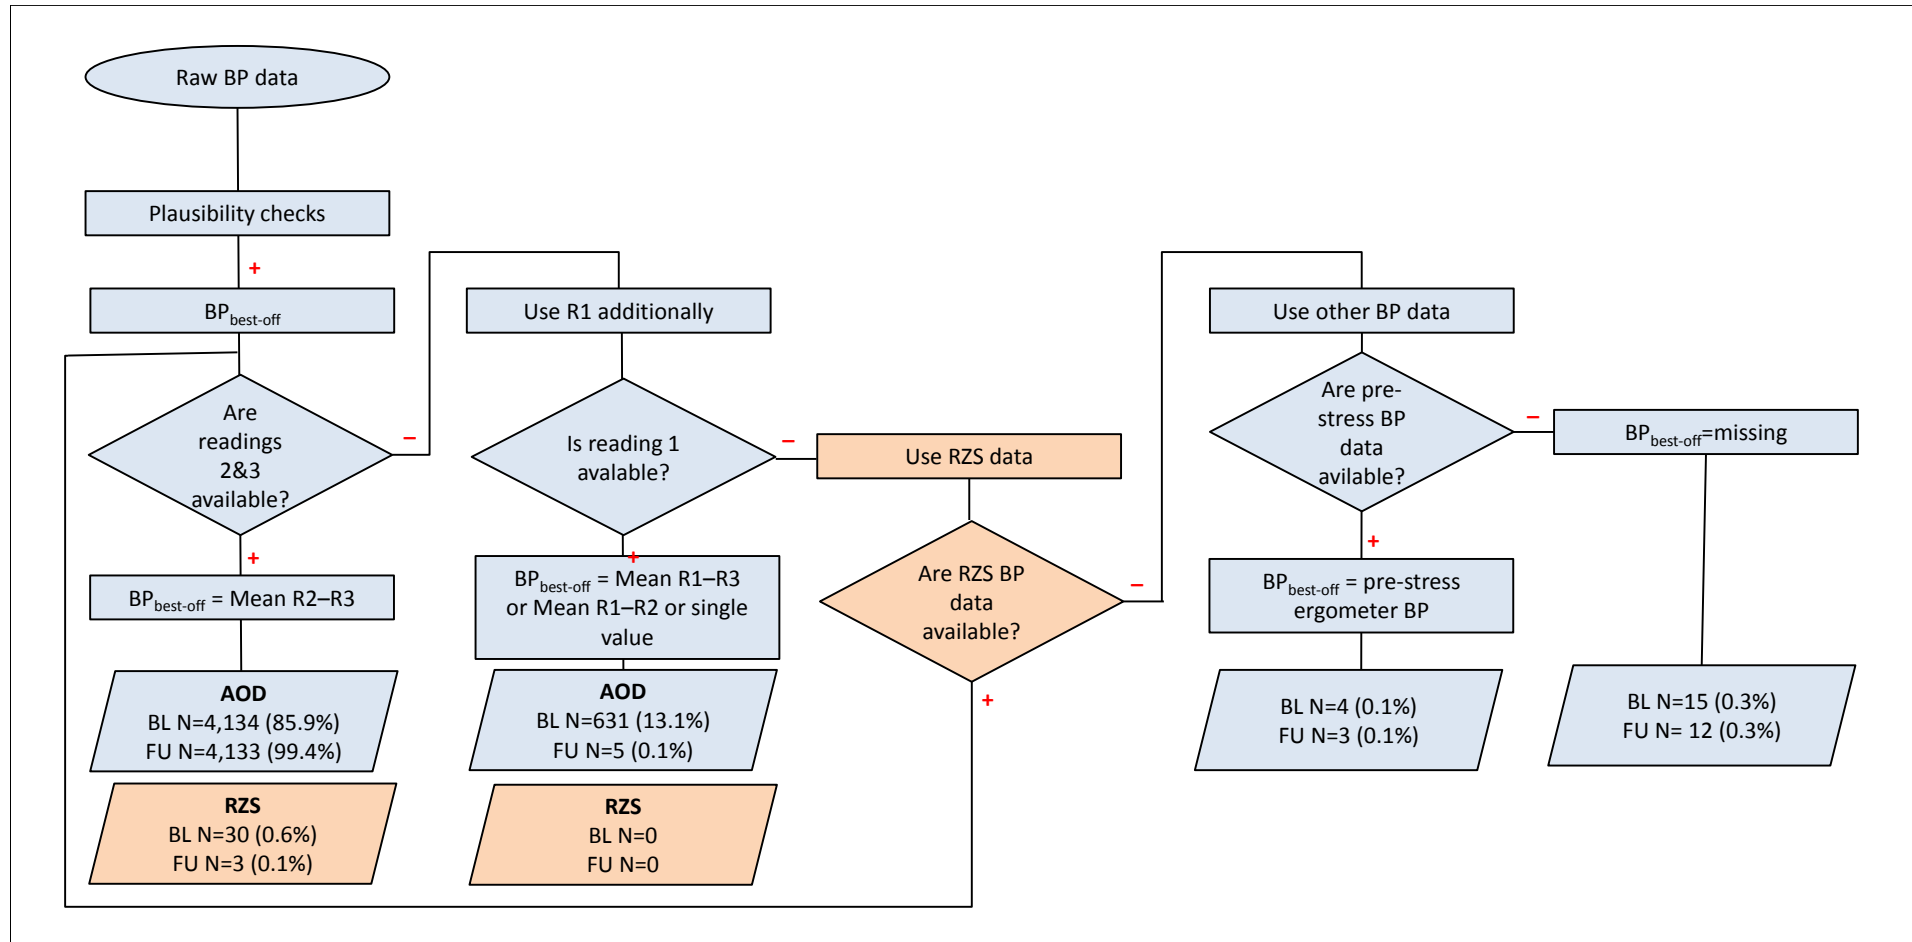 Raw BP data
Plausibility checks
+
BPbest-off
Are
readings
2&3
available?
–
+
BPbest-off = Mean R2–R3
AOD
BL N=4,134 (85.9%)
FU N=4,133 (99.4%)
RZS
BL N=30 (0.6%)
FU N=3 (0.1%)
Use R1 additionally
Is reading 1
avalable?
–
+
BPbest-off = Mean R1–R3
or Mean R1–R2 or single
value
AOD
BL N=631 (13.1%)
FU N=5 (0.1%)
RZS
BL N=0
FU N=0
Use RZS data
Are RZS BP
data
available?
–
+
Use other BP data
Are pre-
stress BP
data
avilable?
–
+
BPbest-off = pre-stress
ergometer BP
BL N=4 (0.1%)
FU N=3 (0.1%)
BPbest-off=missing
BL N=15 (0.3%)
FU N= 12 (0.3%)